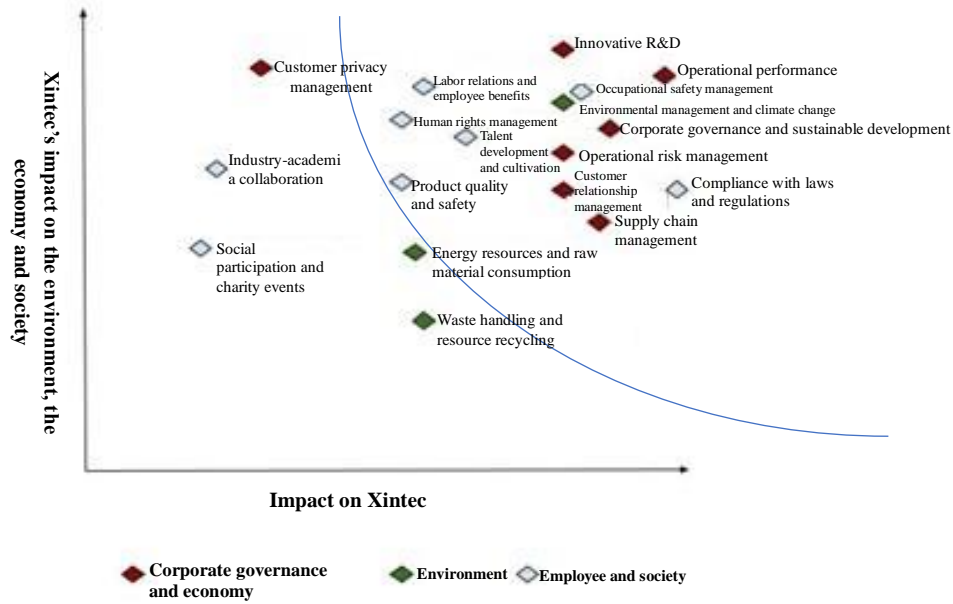 Innovative R&D
Customer privacy
management
Operational performance
Labor relations and
employee benefits
Occupational safety management
Environmental management and climate change
Human rights management
Corporate governance and sustainable development
Talent
development
and cultivation
Operational risk management
Industry-academi
a collaboration
Product quality
and safety
Customer
relationship
management
Compliance with laws
and regulations
Supply chain
management
Social
participation and
charity events
Energy resources and raw
material consumption
Waste handling and
resource recycling
Xintec's impact on the environment, the
economy and society
Impact on Xintec
Corporate governance
and economy
Environment
Employee and society